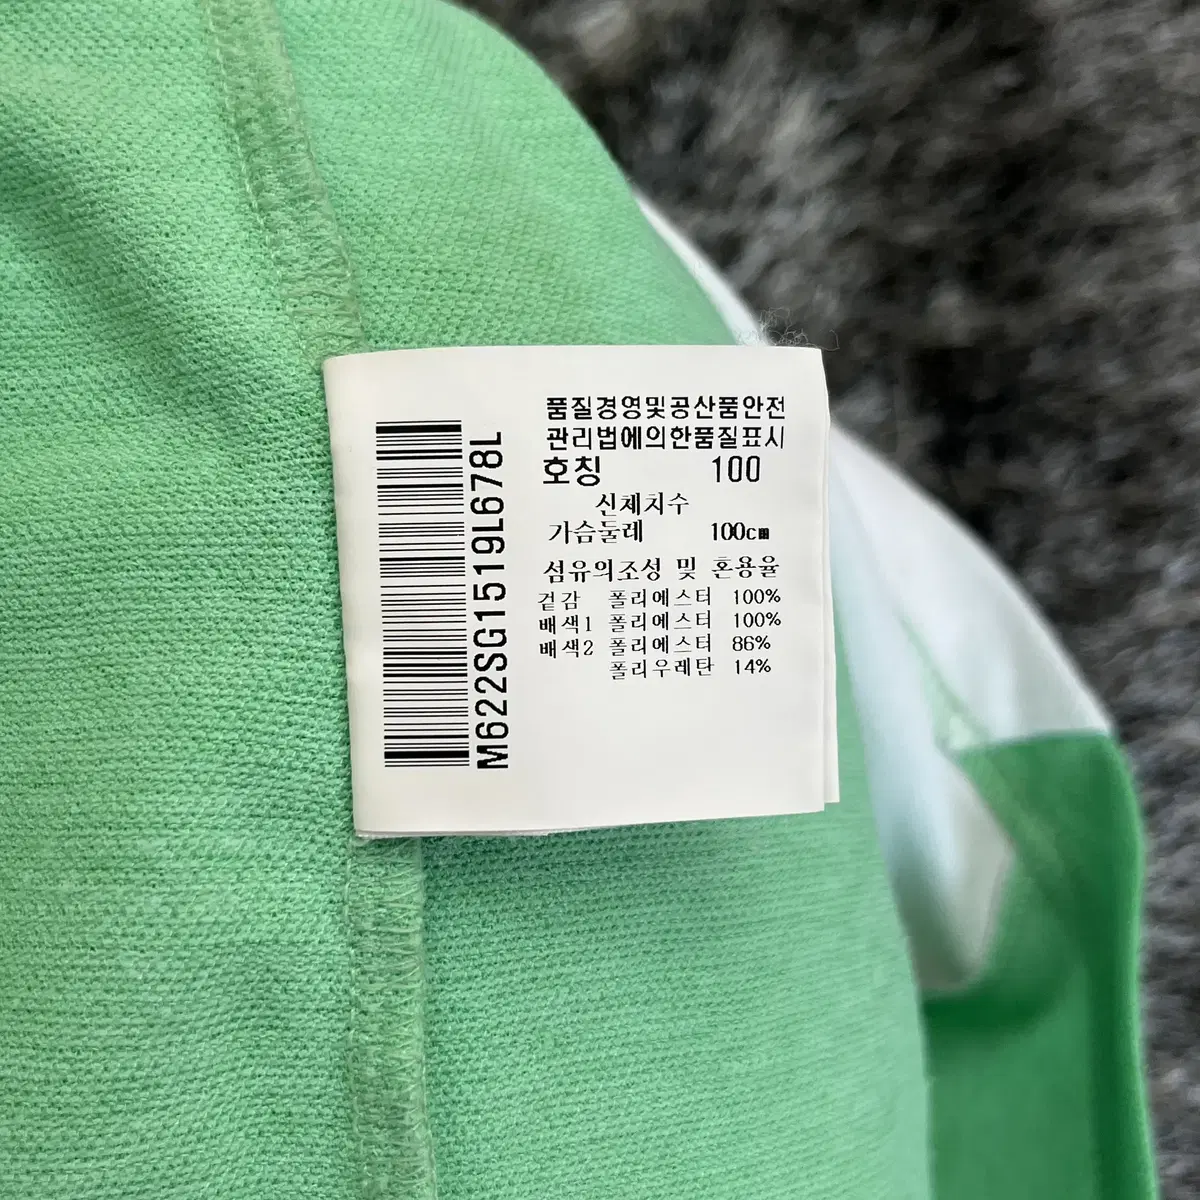 품질경영및공산품안전
관리법에의한품질표시
호칭 100
신체치수
가슴둘레 100cm
섬유의조성 및 혼용율
겉감 폴리에스터 100%
배색1 폴리에스터 100%
배색2 폴리에스터 86%
폴리우레탄 14%
M622SG1519L678L